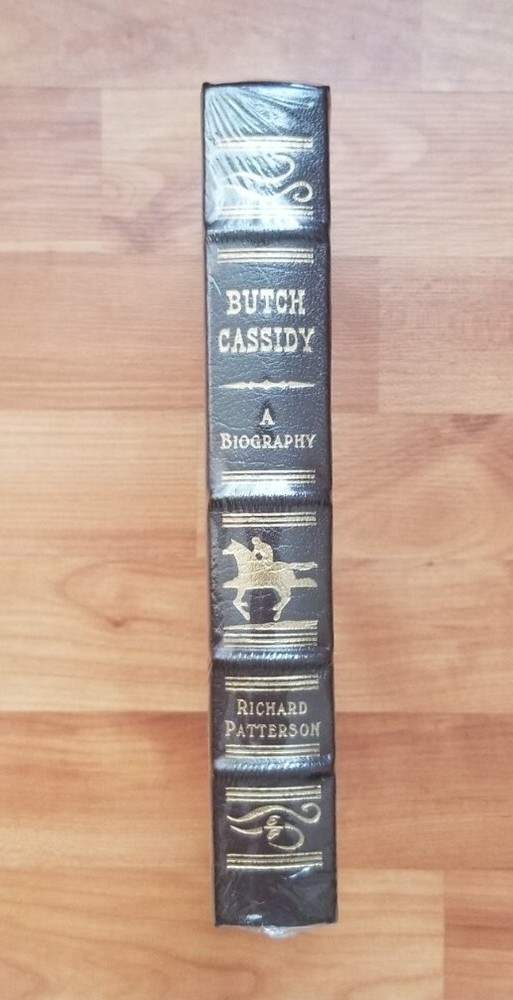 BUTCH
CASSIDY
A
BIOGRAPHY
RICHARD
PATTERSON